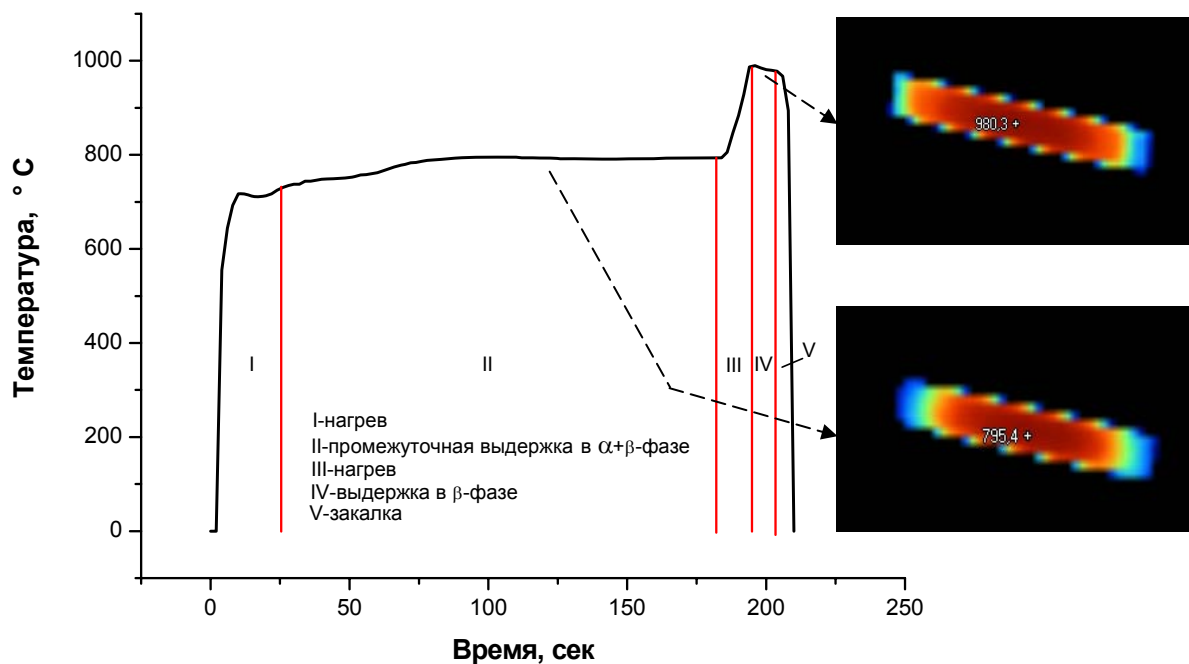 Температура, ° C
1000
800
600
400
200
0
I
II
III
IV
V
I-нагрев
II-промежуточная выдержка в α+β-фазе
III-нагрев
IV-выдержка в β-фазе
V-закалка
0
50
100
150
200
250
Время, сек
980,3 +
795,4 +